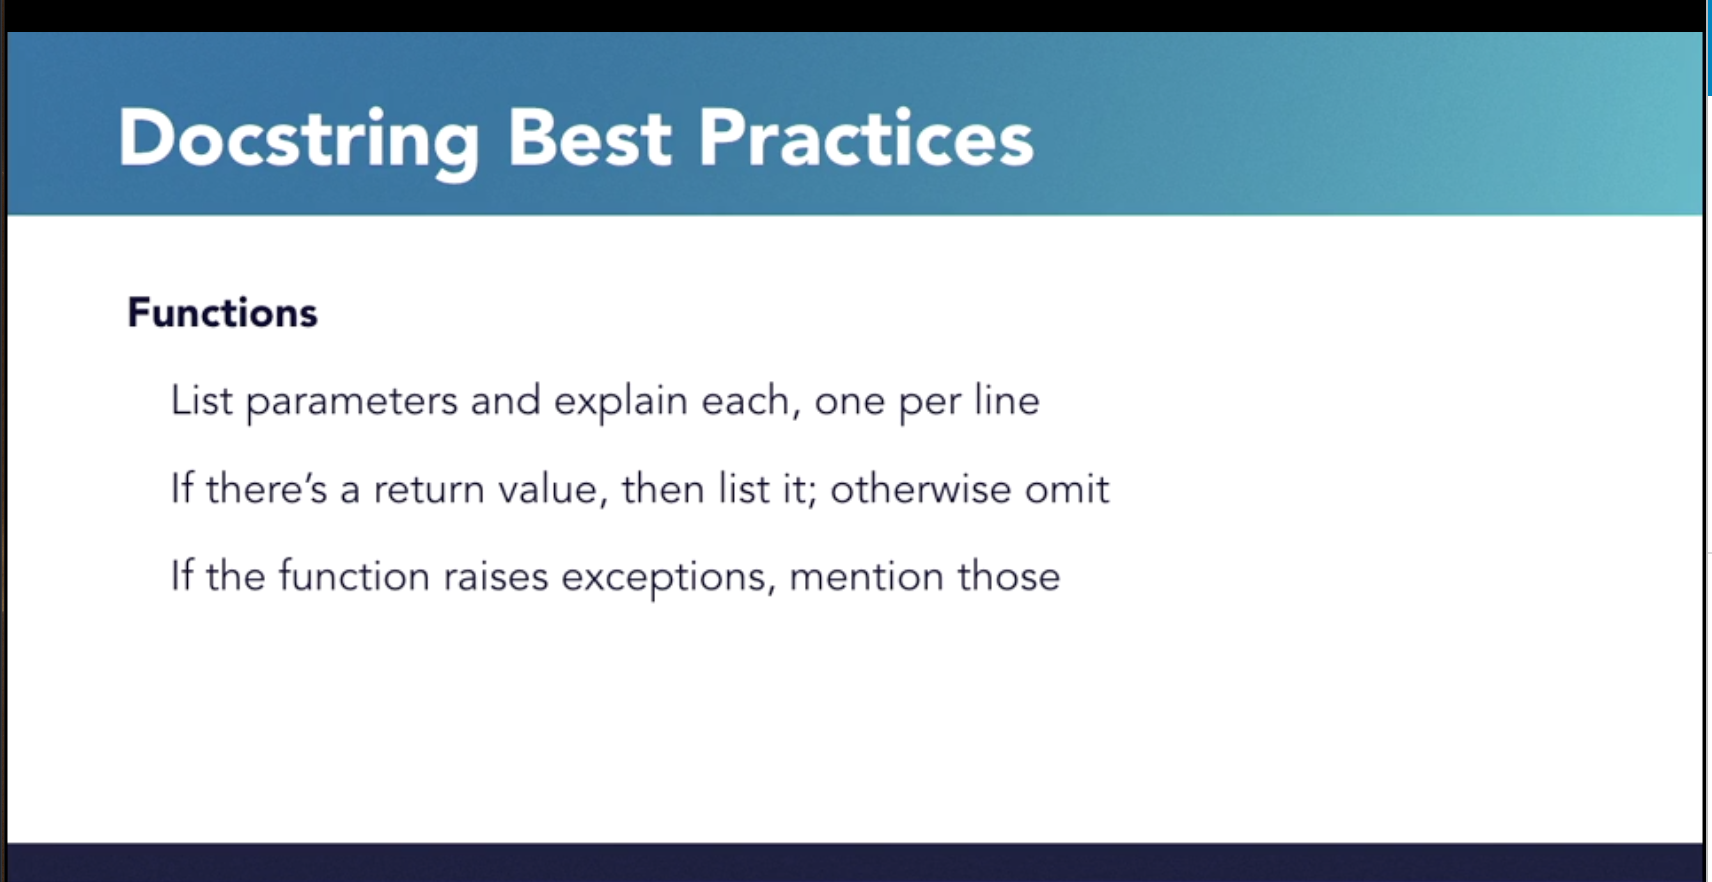 Docstring Best Practices
Functions
List parameters and explain each, one per line
If there’s a return value, then list it; otherwise omit
If the function raises exceptions, mention those